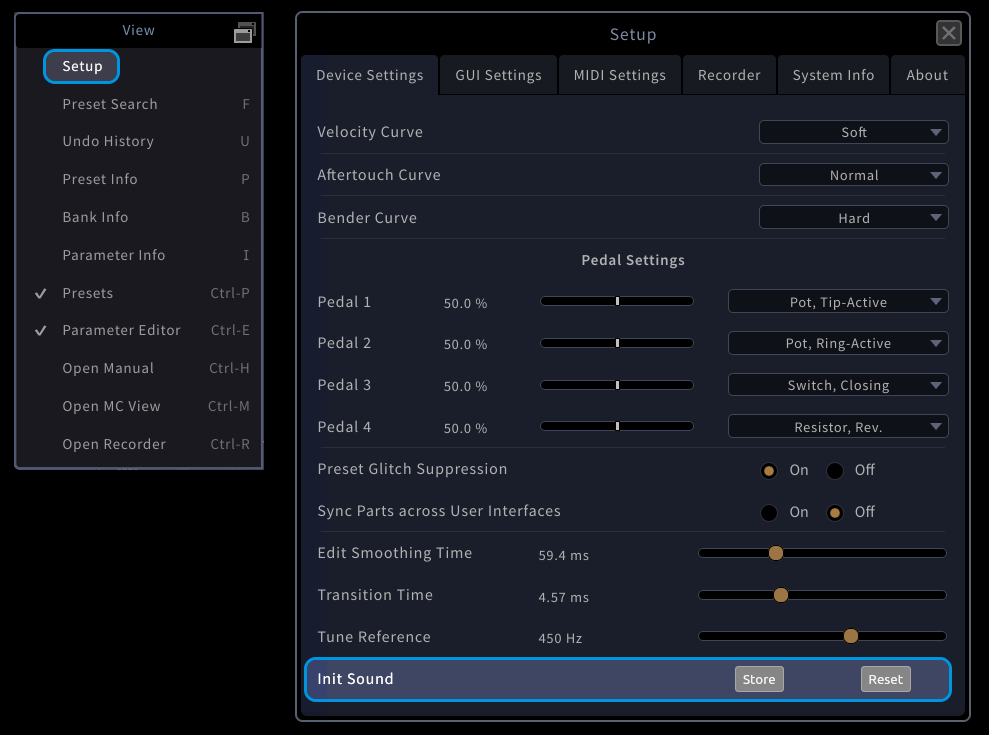 View
Setup
Preset Search F
Undo History U
Preset Info P
Bank Info B
Parameter Info I
Presets Ctrl-P
Parameter Editor Ctrl-E
Open Manual Ctrl-H
Open MC View Ctrl-M
Open Recorder Ctrl-R
Setup
Device Settings GUI Settings MIDI Settings Recorder System Info About
Velocity Curve Soft
Aftertouch Curve Normal
Bender Curve Hard
Pedal Settings
Pedal 1 50.0 % Pot, Tip-Active
Pedal 2 50.0 % Pot, Ring-Active
Pedal 3 50.0 % Switch, Closing
Pedal 4 50.0 % Resistor, Rev.
Preset Glitch Suppression On Off
Sync Parts across User Interfaces On Off
Edit Smoothing Time 59.4 ms
Transition Time 4.57 ms
Tune Reference 450 Hz
Init Sound Store Reset